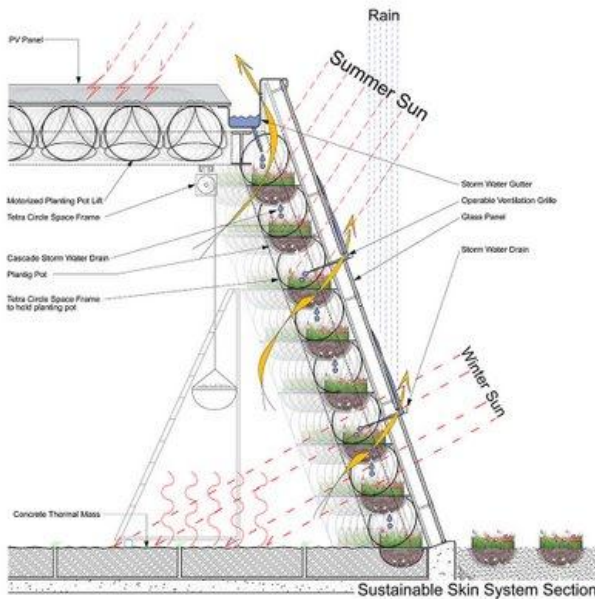 Rain
PV Panel
Summer Sun
Storm Water Gutter
Motorized Planting Pot Lift
Operable Ventilation Grille
Tetra Circle Space Frame
Glass Panel
Storm Water Drain
Cascade Storm Water Drain
Plantig Pot
Tetra Circle Space Frame
to hold planting pot
Winter Sun
Concrete Thermal Mass
Sustainable Skin System Section